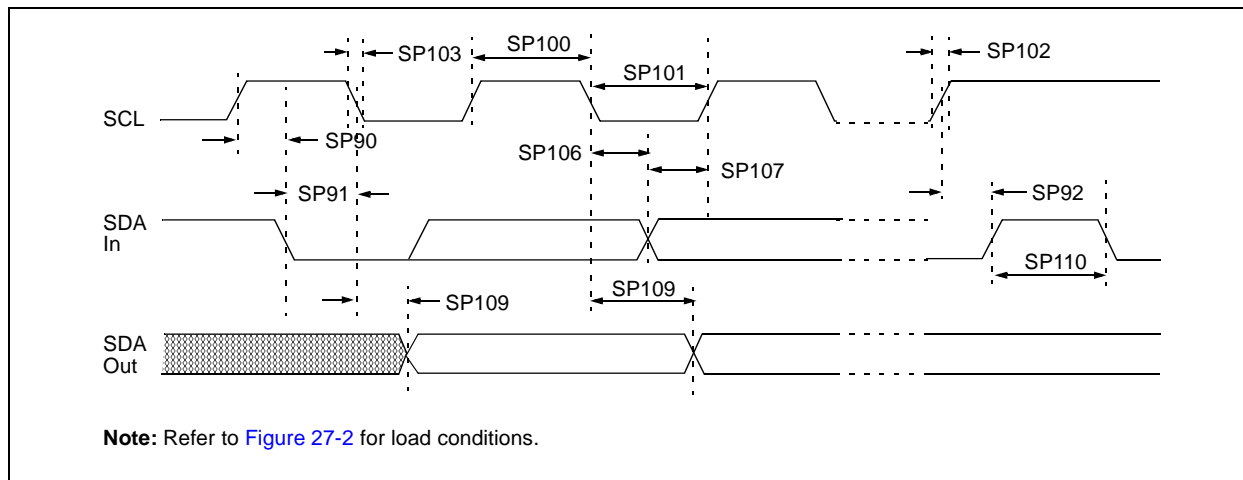 SP103
SP100
SP101
SP102
SCL
SP90
SP106
SP107
SP91
SP92
SDA
In
SP110
SP109
SP109
SDA
Out
Note: Refer to Figure 27-2 for load conditions.